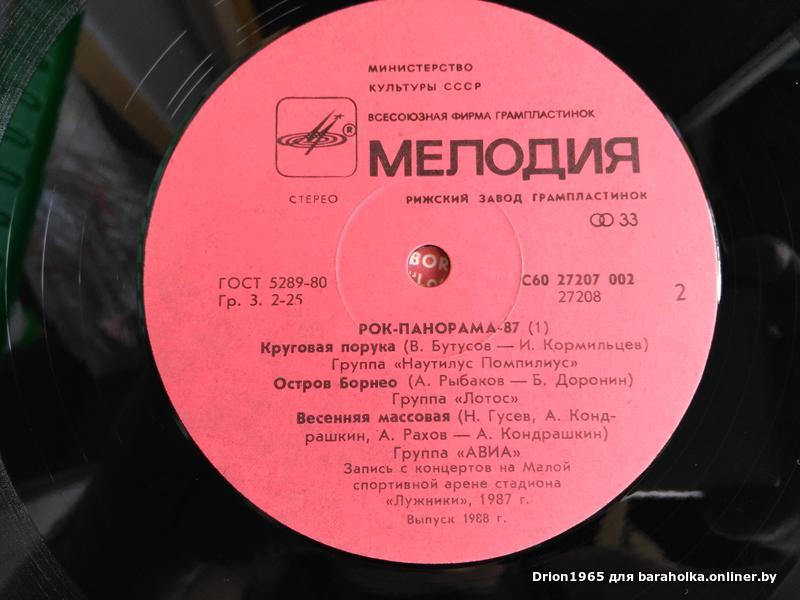 МИНИСТЕРСТВО
КУЛЬТУРЫ СССР
ВСЕСОЮЗНАЯ ФИРМА ГРАМПЛАСТИНОК
®
МЕЛОДИЯ
СТЕРЕО
РИЖСКИЙ ЗАВОД ГРАМПЛАСТИНОК
33
BOR
ГОСТ 5289-80
Гр. 3. 2-25
С60 27207 002
27208
2
РОК-ПАНОРАМА-87 (1)
Круговая порука (В. Бутусов — И. Кормильцев)
Группа «Наутилус Помпилиус»
Остров Борнео (А. Рыбаков — Б. Доронин)
Группа «Лотос»
Весенняя массовая (Н. Гусев, А. Конд-
рашкин, А. Рахов — А. Кондрашкин)
Группа «АВИА»
Запись с концертов на Малой
спортивной арене стадиона
«Лужники», 1987 г.
Выпуск 1988 г.
Drion1965 для baraholka.onliner.by